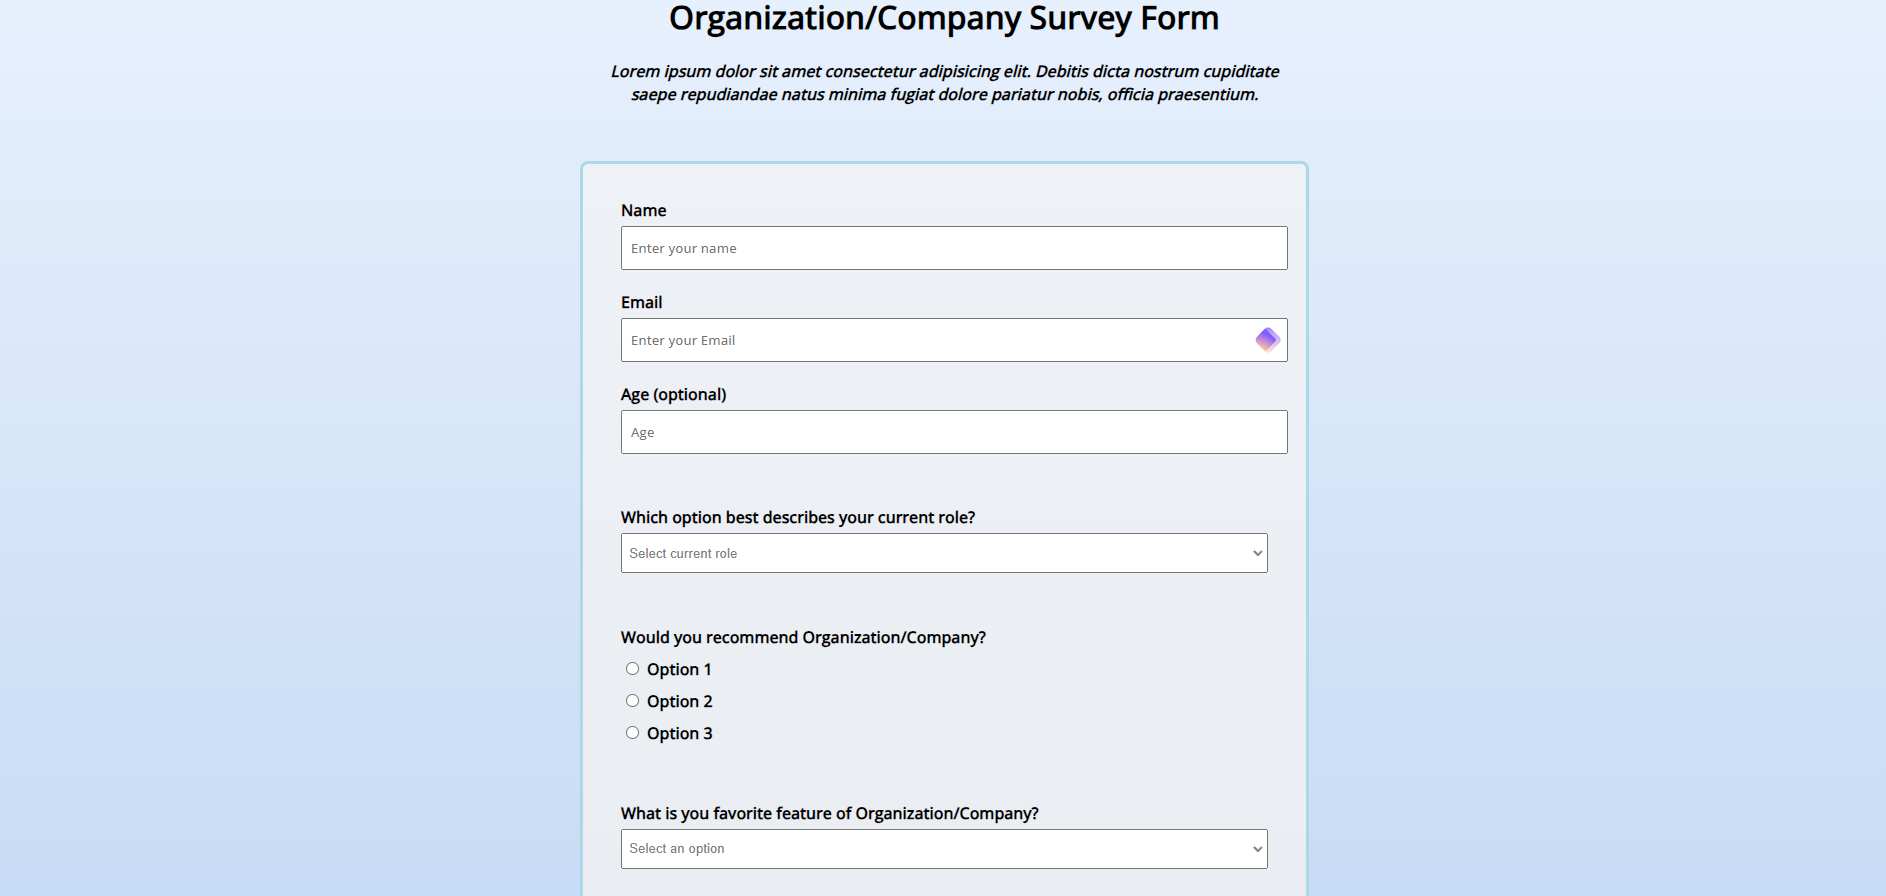 Organization/Company Survey Form
Lorem ipsum dolor sit amet consectetur adipisicing elit. Debitis dicta nostrum cupiditate
saepe repudiandae natus minima fugiat dolore pariatur nobis, officia praesentium.
Name
Enter your name
Email
Enter your Email
Age (optional)
Age
Which option best describes your current role?
Select current role
Would you recommend Organization/Company?
Option 1
Option 2
Option 3
What is you favorite feature of Organization/Company?
Select an option